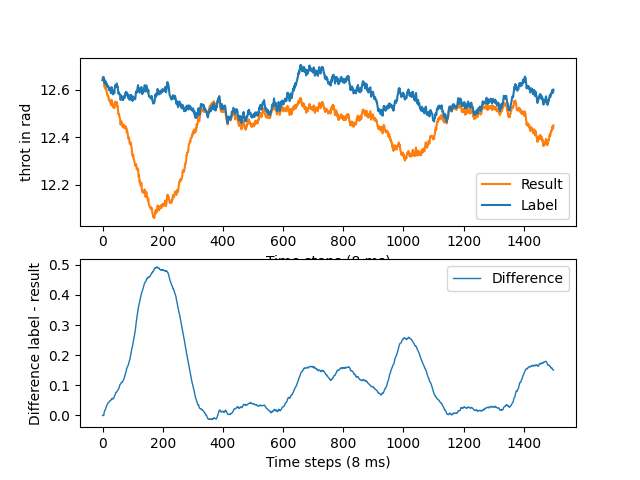 throt in rad
12.6
12.4
12.2
Result
Label
0 200 400 600 800 1000 1200 1400
Time steps (8 ms)
Difference label - result
0.5
0.4
0.3
0.2
0.1
0.0
Difference
0 200 400 600 800 1000 1200 1400
Time steps (8 ms)